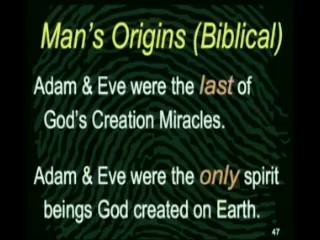 Man's Origins (Biblical)
Adam & Eve were the last of
God's Creation Miracles.
Adam & Eve were the only spirit
beings God created on Earth.
47